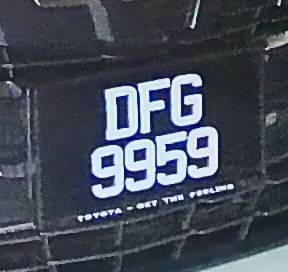 DFG
9959
TOYOTA - GET THE FEELING